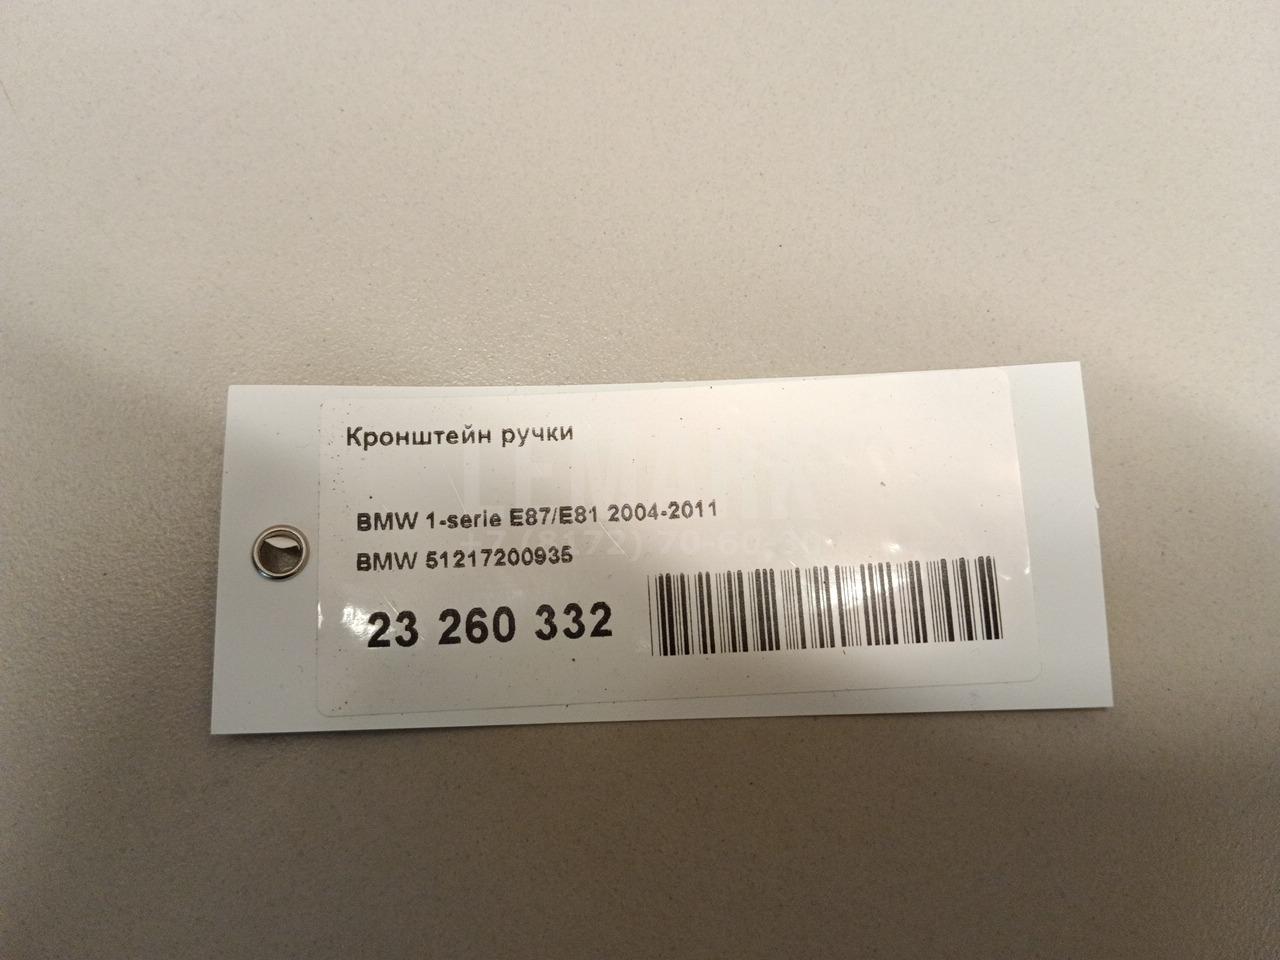 Кронштейн ручки
BMW 1-serie E87/E81 2004-2011
BMW 51217200935
23 260 332